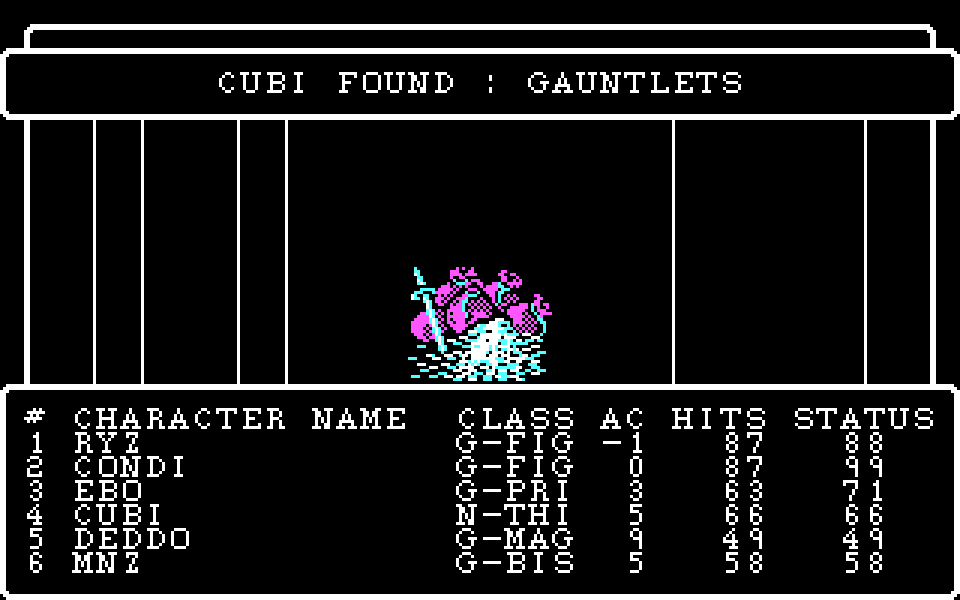 CUBI FOUND : GAUNTLETS
# CHARACTER NAME CLASS AC HITS STATUS
1 RYZ G-FIG -1 87 88
2 CONDI G-FIG 0 87 99
3 EBO G-PRI 3 63 71
4 CUBI N-THI 5 66 66
5 DEDDO G-MAG 9 49 49
6 MNZ G-BIS 5 58 58